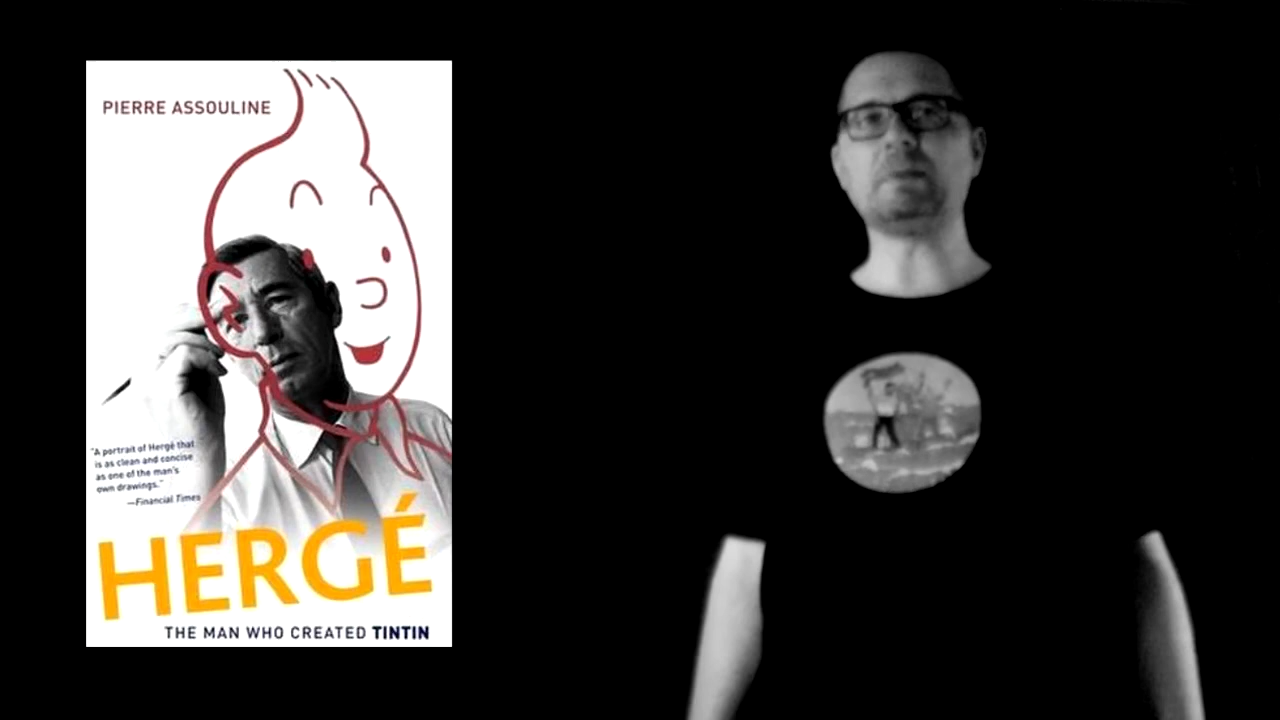 PIERRE ASSOULINE
"A portrait of Hergé that
is as clean and concise
as one of the man's
own drawings."
—Financial Times
HERGÉ
THE MAN WHO CREATED TINTIN